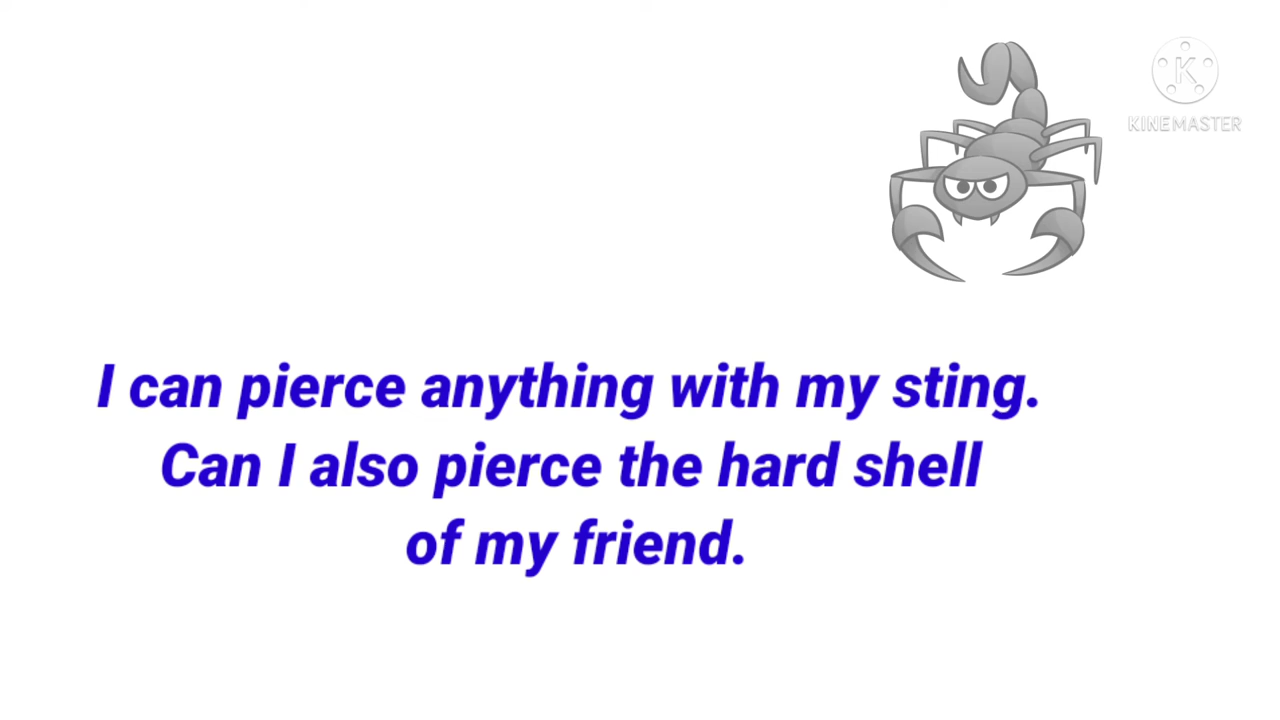 KINEMASTER
I can pierce anything with my sting.
Can I also pierce the hard shell
of my friend.